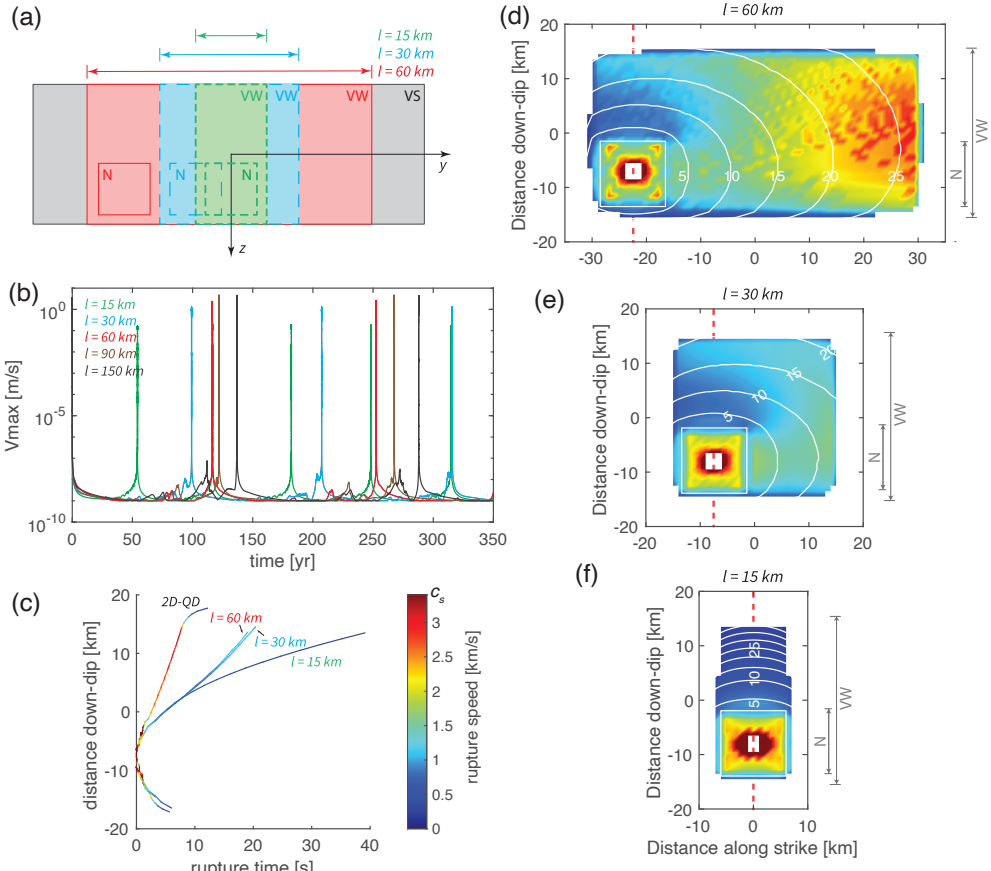 (a)
l = 15 km
l = 30 km
l = 60 km
VW
VW
VW
VS
N
N
N
y
z
(b)
l = 15 km
l = 30 km
l = 60 km
l = 90 km
l = 150 km
Vmax [m/s]
10^0
10^-5
10^-10
0 50 100 150 200 250 300 350
time [yr]
(c)
2D-QD
l = 60 km
l = 30 km
l = 15 km
distance down-dip [km]
20
10
0
-10
-20
0 10 20 30 40
rupture time [s]
c_s
3
2
1
0
rupture speed [km/s]
(d)
l = 60 km
Distance down-dip [km]
20
10
0
-10
-20
5 10 15 25
-30 -20 -10 0 10 20 30
VW
N
(e)
l = 30 km
Distance down-dip [km]
20
10
0
-10
-20
5 10 15 20
-20 -10 0 10 20
VW
N
H
(f)
l = 15 km
Distance down-dip [km]
20
10
0
-10
-20
25
10
5
H
-10 0 10
VW
N
Distance along strike [km]